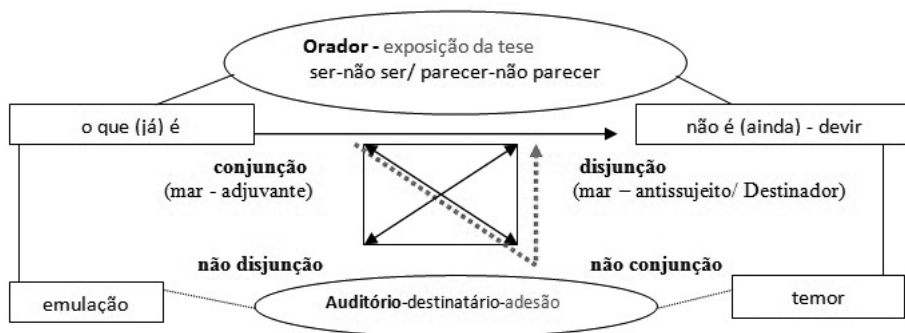 Orador - exposição da tese
ser-não ser/ parecer-não parecer
o que (já) é
não é (ainda) - devir
conjunção
(mar - adjuvante)
disjunção
(mar – antissujeito/ Destinador)
não disjunção
não conjunção
emulação
Auditório-destinatário-adesão
temor